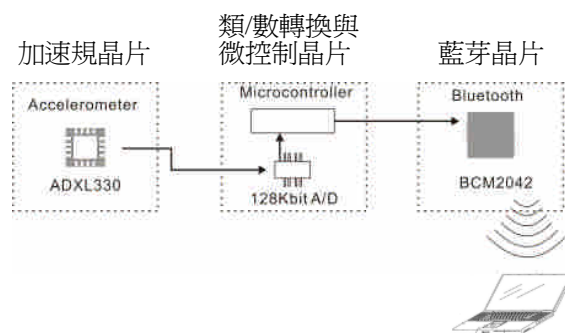 加速規晶片
類/數轉換與
微控制晶片
藍芽晶片
Accelerometer
ADXL330
Microcontroller
128Kbit A/D
Bluetooth
BCM2042